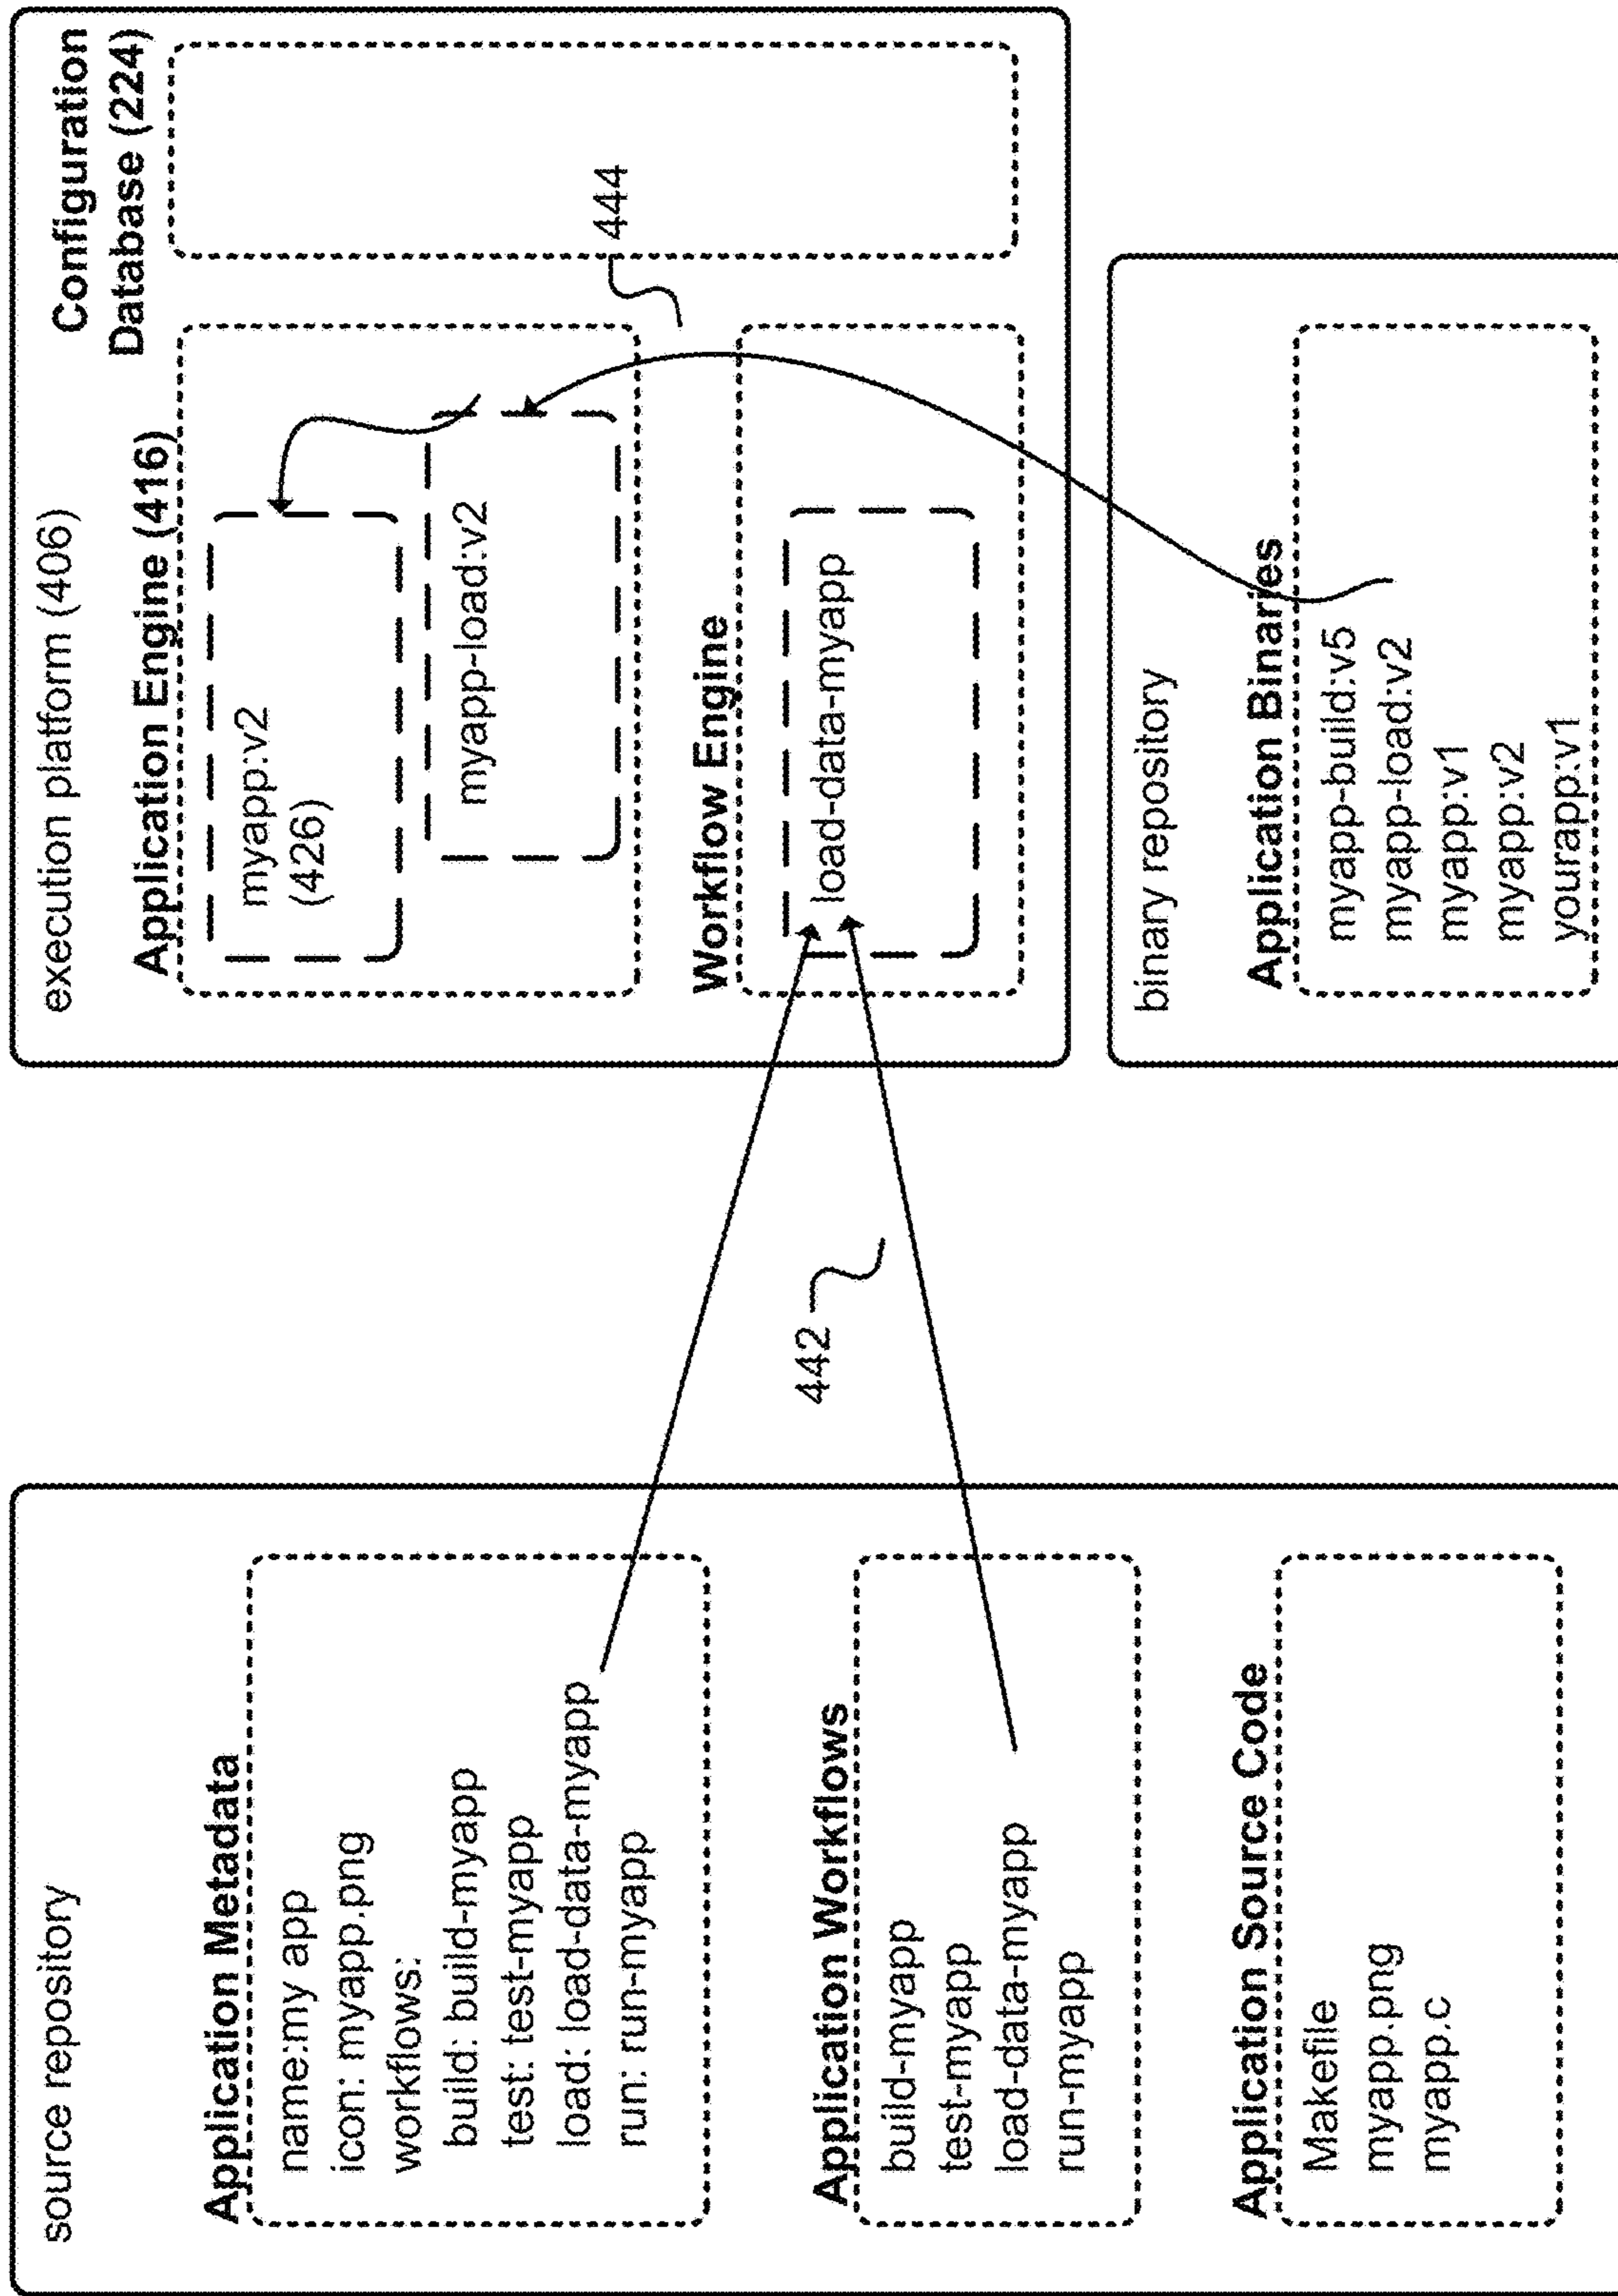 source repository
Application Metadata
name:my app
icon: myapp.png
workflows:
build: build-myapp
test: test-myapp
load: load-data-myapp
run: run-myapp
Application Workflows
build-myapp
test-myapp
load-data-myapp
run-myapp
Application Source Code
Makefile
myapp.png
myapp.c
442
execution platform (406)
Application Engine (416)
myapp:v2
(426)
myapp-load:v2
Configuration
Database (224)
444
Workflow Engine
load-data-myapp
binary repository
Application Binaries
myapp-build:v5
myapp-load:v2
myapp:v1
myapp:v2
yourapp:v1